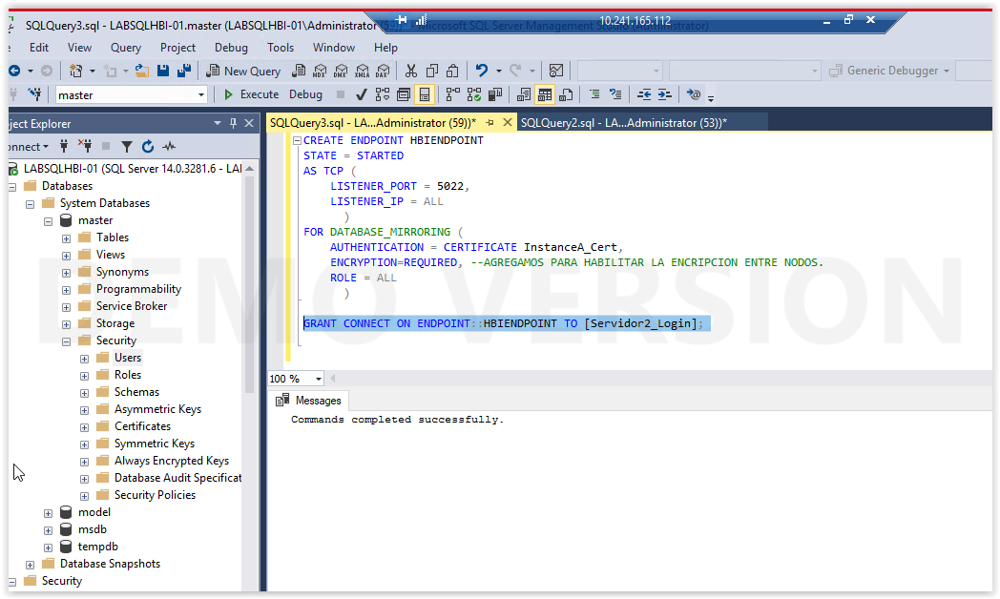 SQLQuery3.sql - LABSQLHBI-01.master (LABSQLHBI-01\Administrator (59))* - Microsoft SQL Server Management Studio (Administrator)
10.241.165.112
Edit View Query Project Debug Tools Window Help
New Query MDX DMX XMLA DAX Generic Debugger
master Execute Debug
ject Explorer
SQLQuery3.sql - LA...Administrator (59))* SQLQuery2.sql - LA...Administrator (53))*
onnect
LABSQLHBI-01 (SQL Server 14.0.3281.6 - LAI
Databases
System Databases
master
Tables
Views
Synonyms
Programmability
Service Broker
Storage
Security
Users
Roles
Schemas
Asymmetric Keys
Certificates
Symmetric Keys
Always Encrypted Keys
Database Audit Specificat
Security Policies
model
msdb
tempdb
Database Snapshots
Security
CREATE ENDPOINT HBIENDPOINT
STATE = STARTED
AS TCP (
LISTENER_PORT = 5022,
LISTENER_IP = ALL
)
FOR DATABASE_MIRRORING (
AUTHENTICATION = CERTIFICATE InstanceA_Cert,
ENCRYPTION=REQUIRED, --AGREGAMOS PARA HABILITAR LA ENCRIPCION ENTRE NODOS.
ROLE = ALL
)
GRANT CONNECT ON ENDPOINT::HBIENDPOINT TO [Servidor2_Login];
DEMO VERSION
100 %
Messages
Commands completed successfully.